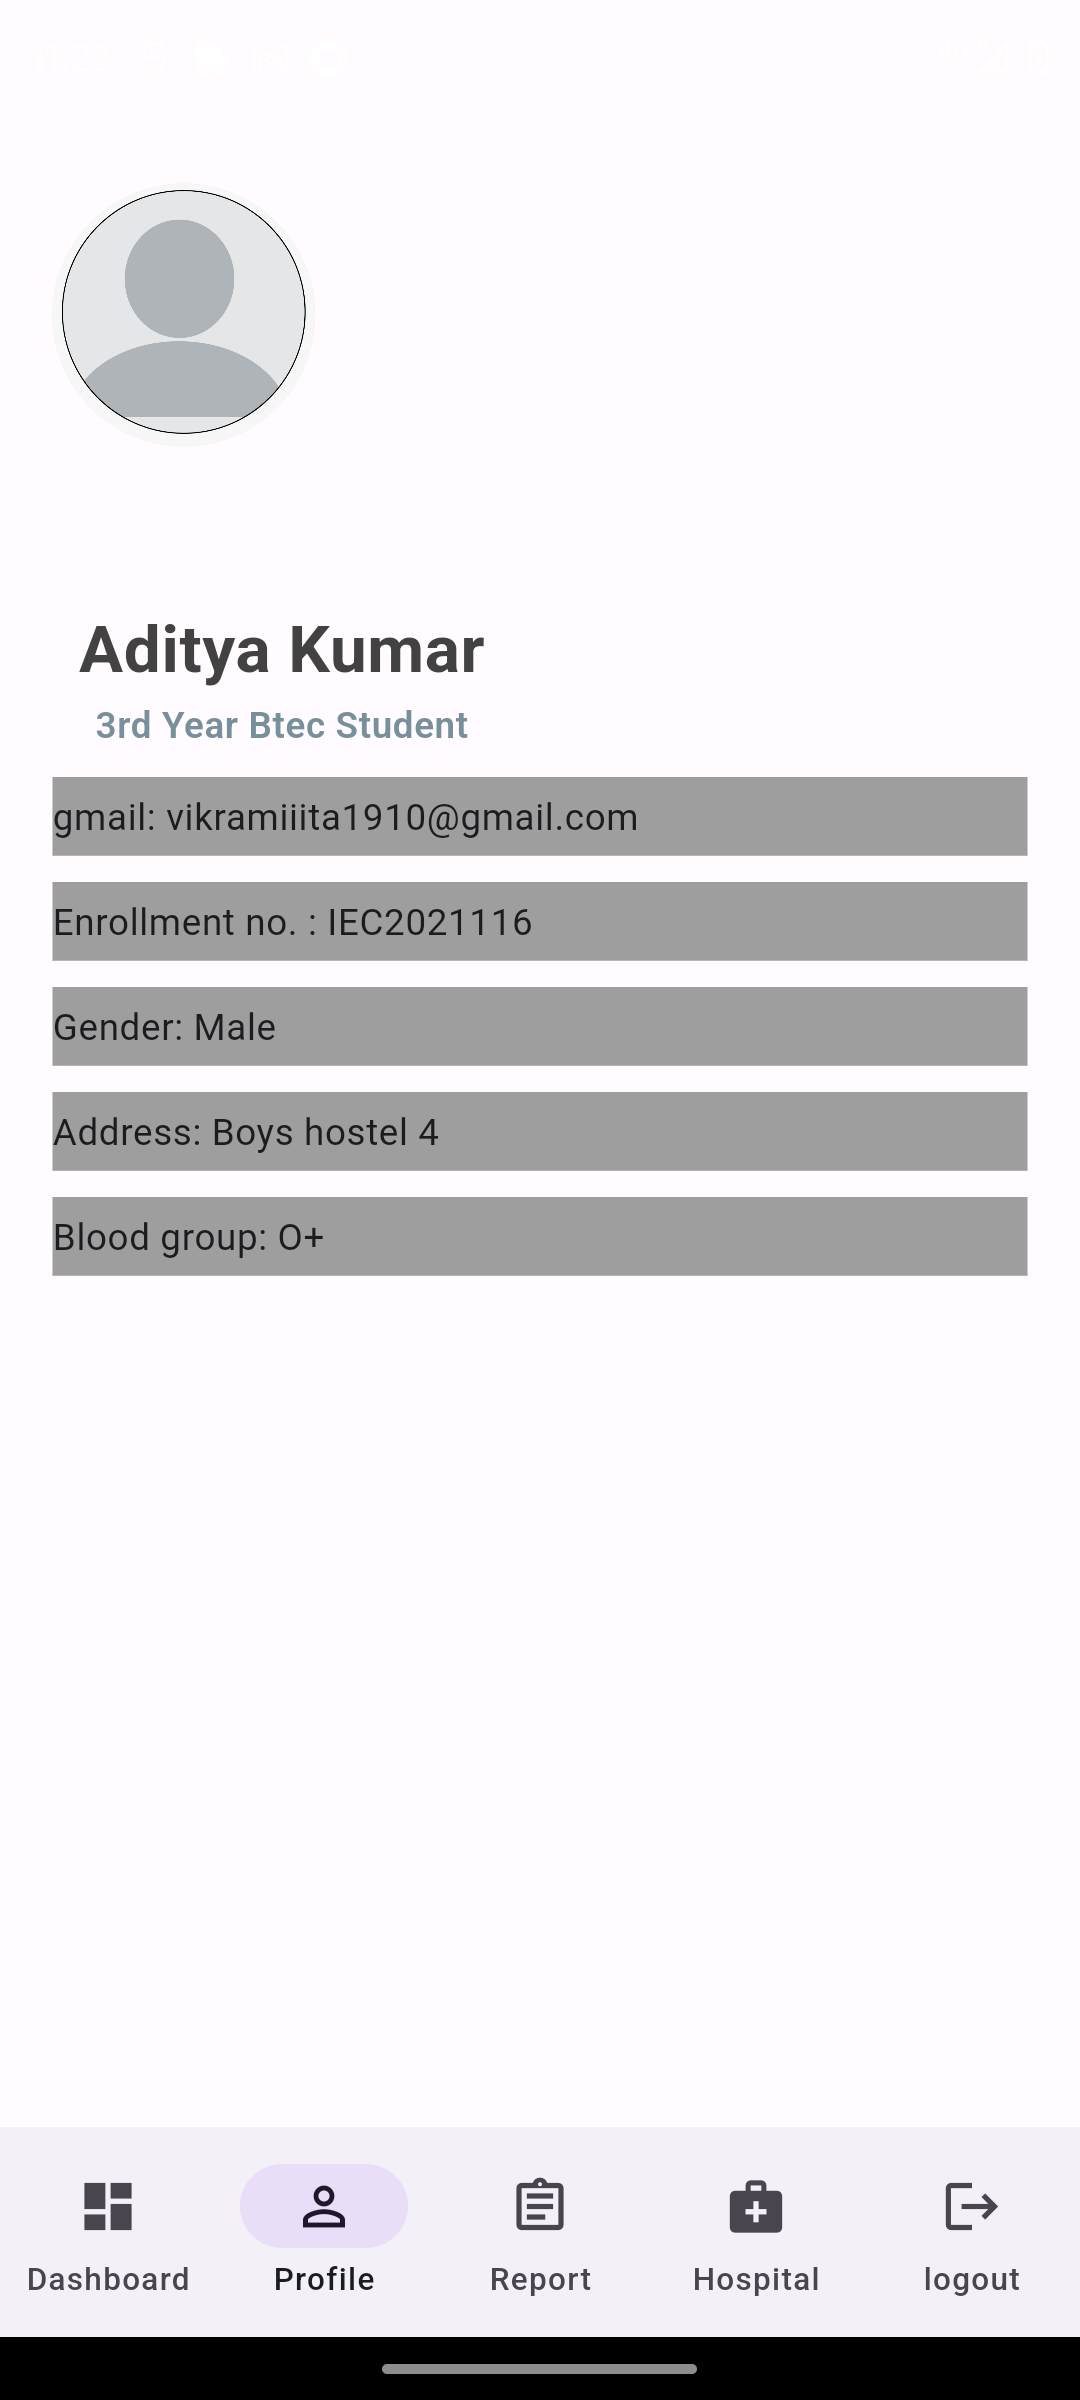 Aditya Kumar
3rd Year Btec Student
gmail: vikramiiita1910@gmail.com
Enrollment no. : IEC2021116
Gender: Male
Address: Boys hostel 4
Blood group: O+
Dashboard Profile Report Hospital logout